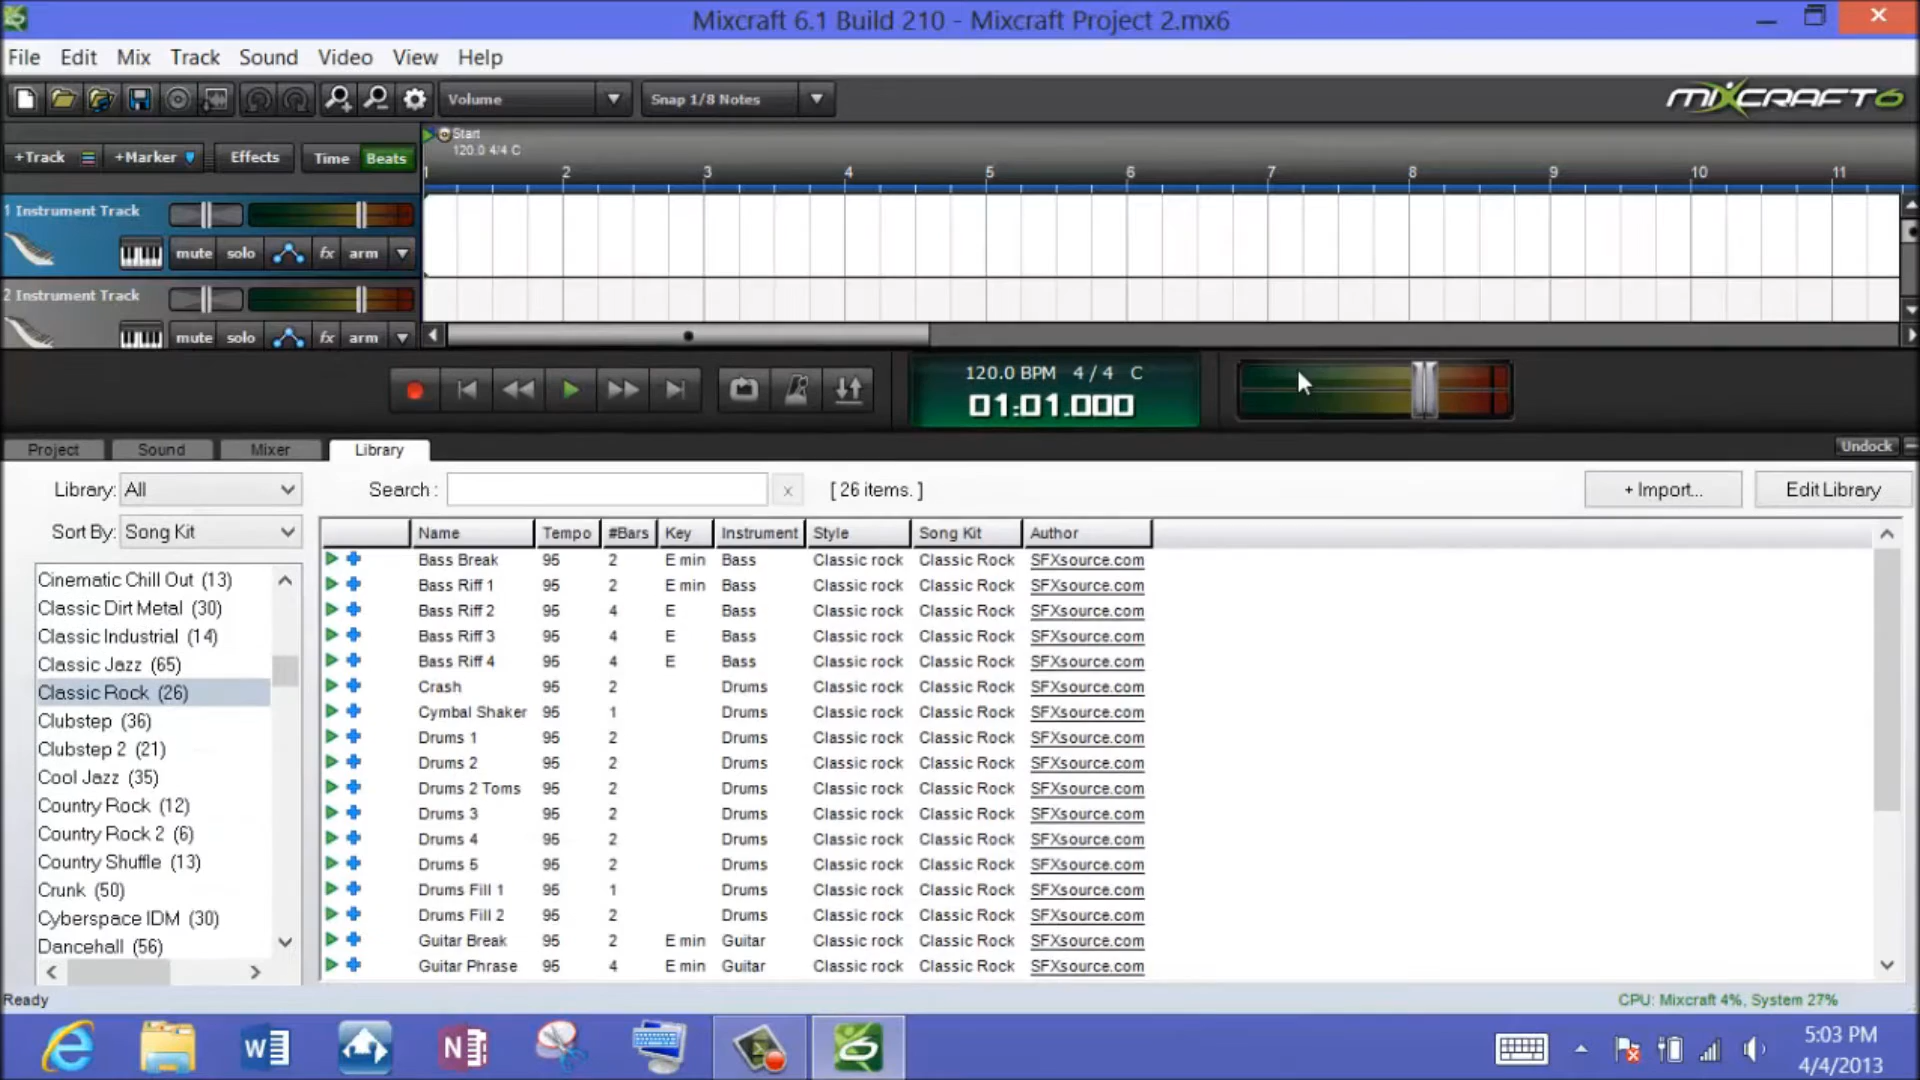 Mixcraft 6.1 Build 210 - Mixcraft Project 2.mx6
File Edit Mix Track Sound Video View Help
Volume Snap 1/8 Notes MIXCRAFT6
+Track +Marker Effects Time Beats
Start
120.0 4/4 C
1 2 3 4 5 6 7 8 9 10 11
1 Instrument Track
mute solo fx arm
2 Instrument Track
mute solo fx arm
120.0 BPM 4/4 C
01:01.000
Project Sound Mixer Library Undock
Library: All Search : x [26 items.] + Import... Edit Library
Sort By: Song Kit
Name Tempo #Bars Key Instrument Style Song Kit Author
Cinematic Chill Out (13)
Classic Dirt Metal (30)
Classic Industrial (14)
Classic Jazz (65)
Classic Rock (26)
Clubstep (36)
Clubstep 2 (21)
Cool Jazz (35)
Country Rock (12)
Country Rock 2 (6)
Country Shuffle (13)
Crunk (50)
Cyberspace IDM (30)
Dancehall (56)
Bass Break 95 2 E min Bass Classic rock Classic Rock SFXsource.com
Bass Riff 1 95 2 E min Bass Classic rock Classic Rock SFXsource.com
Bass Riff 2 95 4 E Bass Classic rock Classic Rock SFXsource.com
Bass Riff 3 95 4 E Bass Classic rock Classic Rock SFXsource.com
Bass Riff 4 95 4 E Bass Classic rock Classic Rock SFXsource.com
Crash 95 2 Drums Classic rock Classic Rock SFXsource.com
Cymbal Shaker 95 1 Drums Classic rock Classic Rock SFXsource.com
Drums 1 95 2 Drums Classic rock Classic Rock SFXsource.com
Drums 2 95 2 Drums Classic rock Classic Rock SFXsource.com
Drums 2 Toms 95 2 Drums Classic rock Classic Rock SFXsource.com
Drums 3 95 2 Drums Classic rock Classic Rock SFXsource.com
Drums 4 95 2 Drums Classic rock Classic Rock SFXsource.com
Drums 5 95 2 Drums Classic rock Classic Rock SFXsource.com
Drums Fill 1 95 1 Drums Classic rock Classic Rock SFXsource.com
Drums Fill 2 95 2 Drums Classic rock Classic Rock SFXsource.com
Guitar Break 95 2 E min Guitar Classic rock Classic Rock SFXsource.com
Guitar Phrase 95 4 E min Guitar Classic rock Classic Rock SFXsource.com
Ready CPU: Mixcraft 4%, System 27%
5:03 PM
4/4/2013